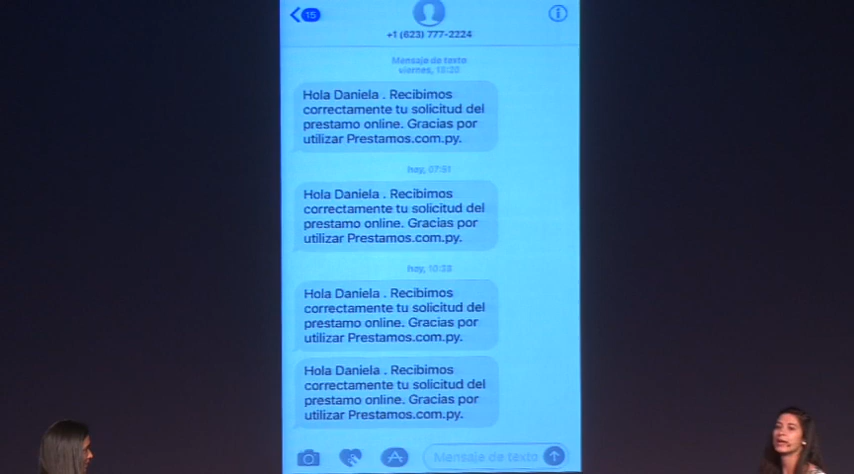 15
+1 (623) 777-2224
Mensaje de texto
viernes, 10:20
Hola Daniela . Recibimos
correctamente tu solicitud del
prestamo online. Gracias por
utilizar Prestamos.com.py.
hoy, 07:51
Hola Daniela . Recibimos
correctamente tu solicitud del
prestamo online. Gracias por
utilizar Prestamos.com.py.
hoy, 10:38
Hola Daniela . Recibimos
correctamente tu solicitud del
prestamo online. Gracias por
utilizar Prestamos.com.py.
Hola Daniela . Recibimos
correctamente tu solicitud del
prestamo online. Gracias por
utilizar Prestamos.com.py.
Mensaje de texto